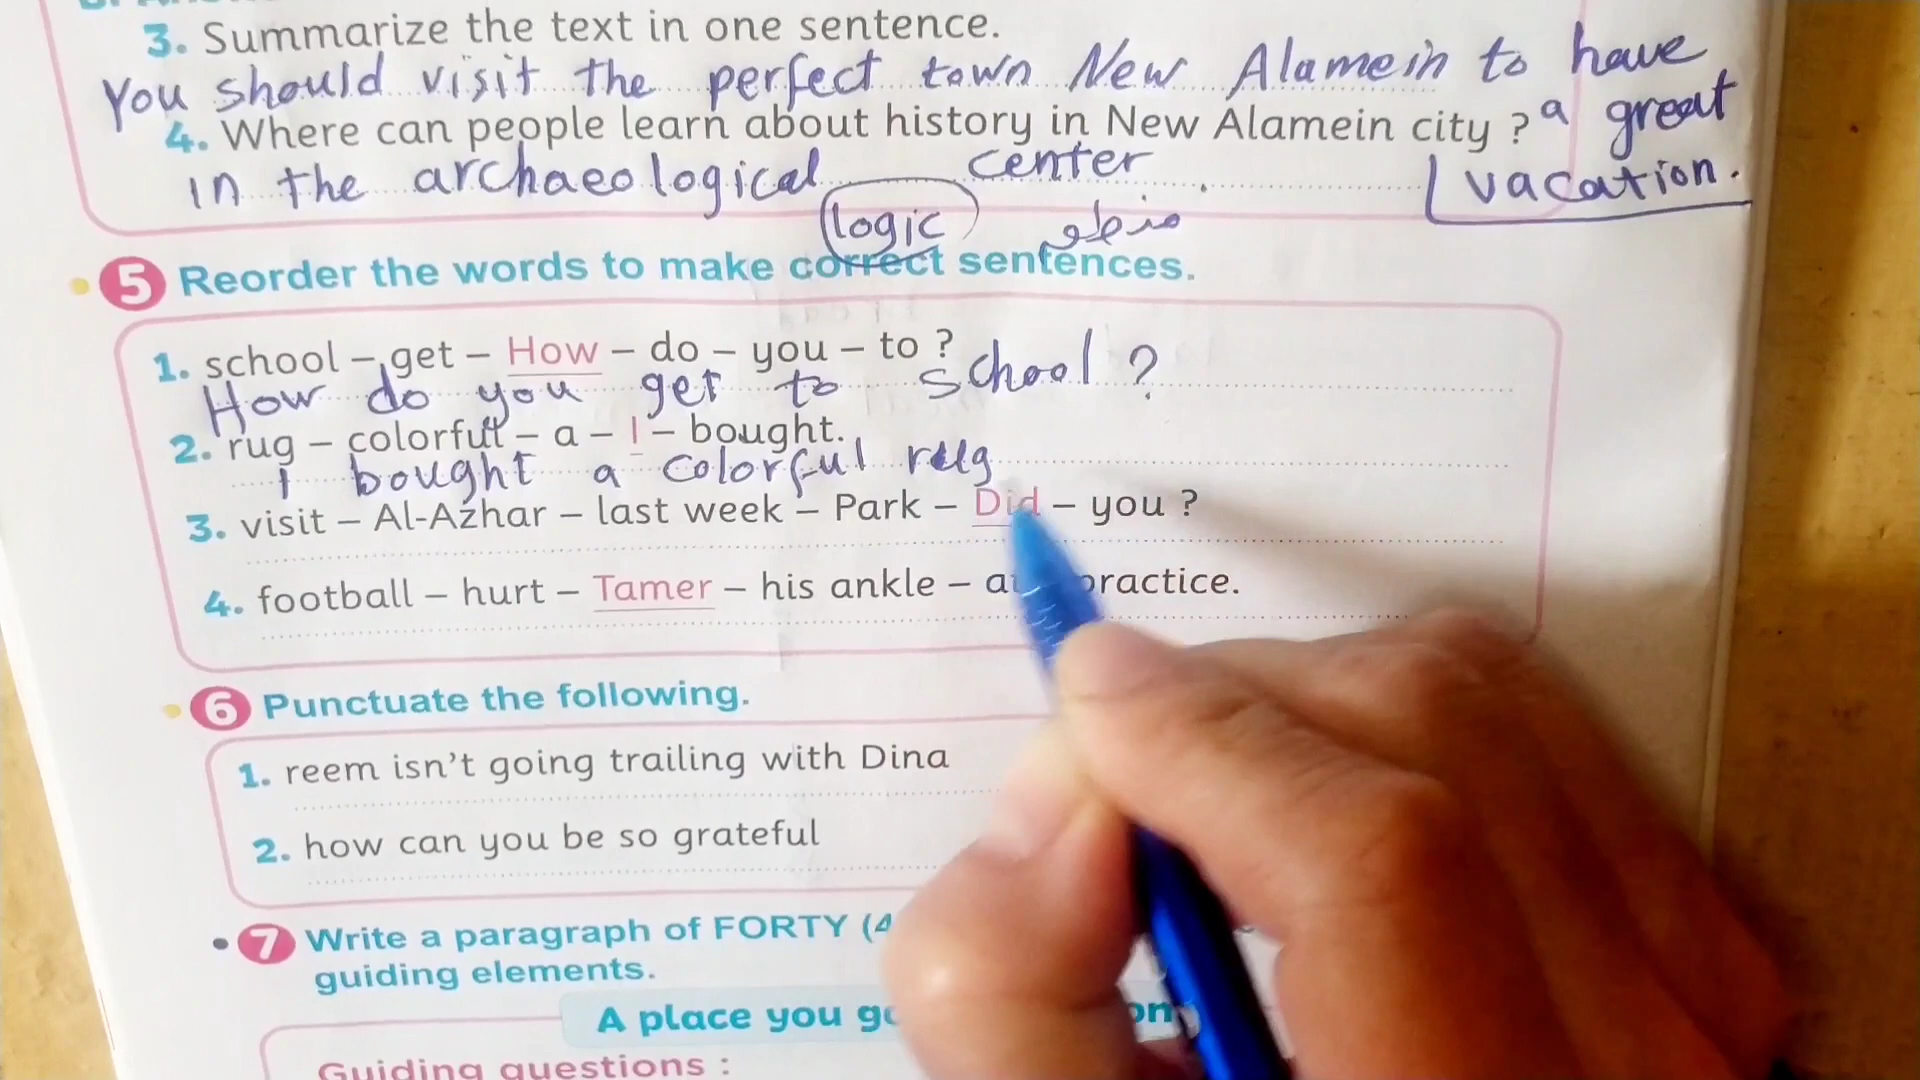 3. Summarize the text in one sentence.
You should visit the perfect town New Alamein to have
a great
vacation.
4. Where can people learn about history in New Alamein city ?
in the archaeological center .
logic منطق
5 Reorder the words to make correct sentences.
1. school – get – How – do – you – to ?
How do you get to school ?
2. rug – colorful – a – I – bought.
I bought a colorful rug
3. visit – Al-Azhar – last week – Park – Did – you ?
4. football – hurt – Tamer – his ankle – practice.
6 Punctuate the following.
1. reem isn't going trailing with Dina
2. how can you be so grateful
7 Write a paragraph of FORTY (4
guiding elements.
A place you
Guiding questions :